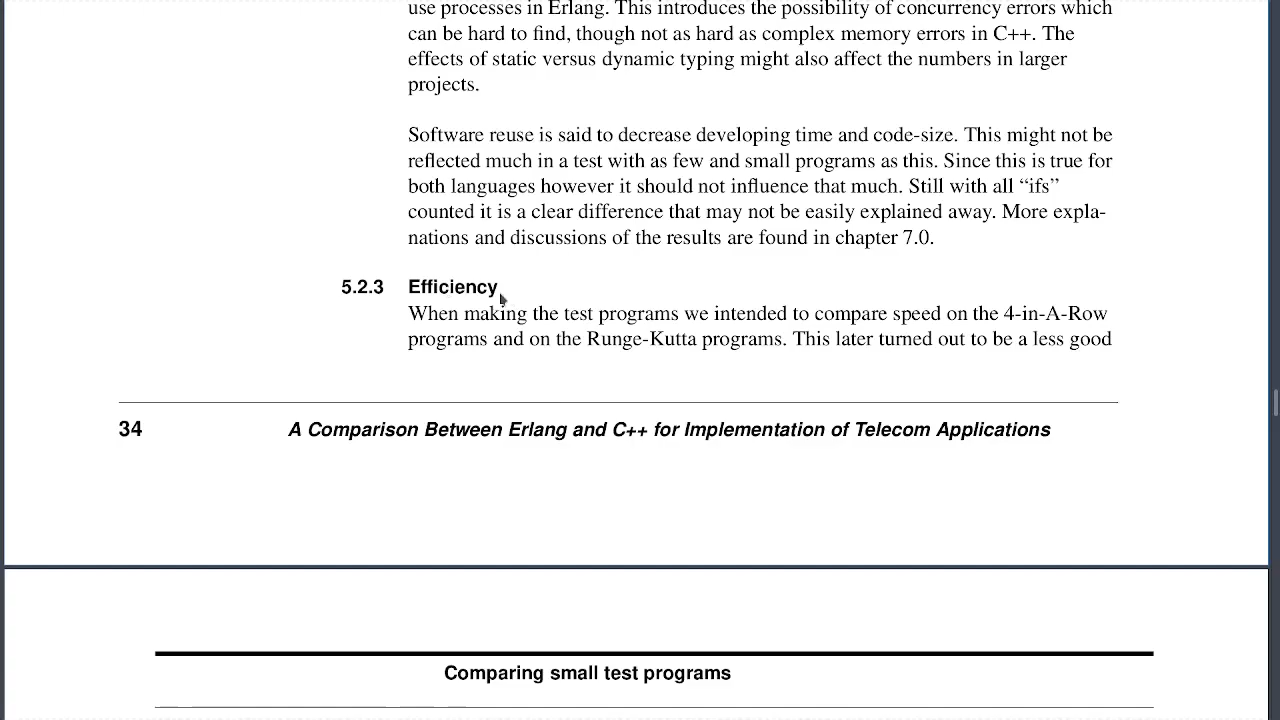 use processes in Erlang. This introduces the possibility of concurrency errors which
can be hard to find, though not as hard as complex memory errors in C++. The
effects of static versus dynamic typing might also affect the numbers in larger
projects.
Software reuse is said to decrease developing time and code-size. This might not be
reflected much in a test with as few and small programs as this. Since this is true for
both languages however it should not influence that much. Still with all “ifs”
counted it is a clear difference that may not be easily explained away. More expla-
nations and discussions of the results are found in chapter 7.0.
5.2.3 Efficiency
When making the test programs we intended to compare speed on the 4-in-A-Row
programs and on the Runge-Kutta programs. This later turned out to be a less good
34 A Comparison Between Erlang and C++ for Implementation of Telecom Applications
Comparing small test programs